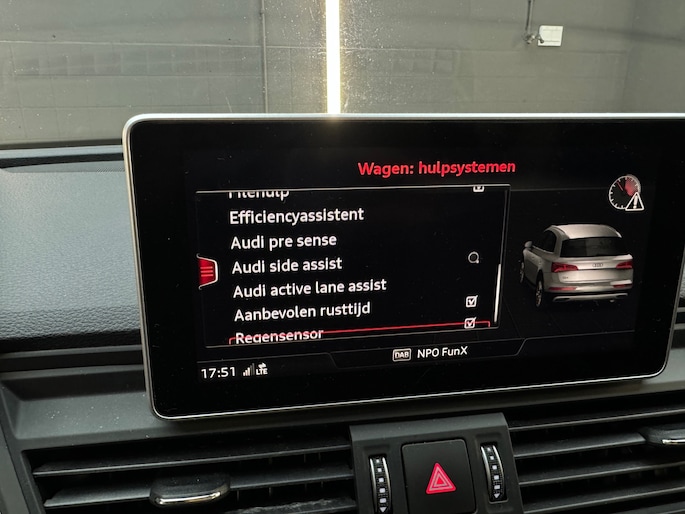 Wagen: hulpsystemen
Filehulp
Efficiencyassistent
Audi pre sense
Audi side assist
Audi active lane assist
Aanbevolen rusttijd
Regensensor
DAB NPO FunX
17:51 LTE